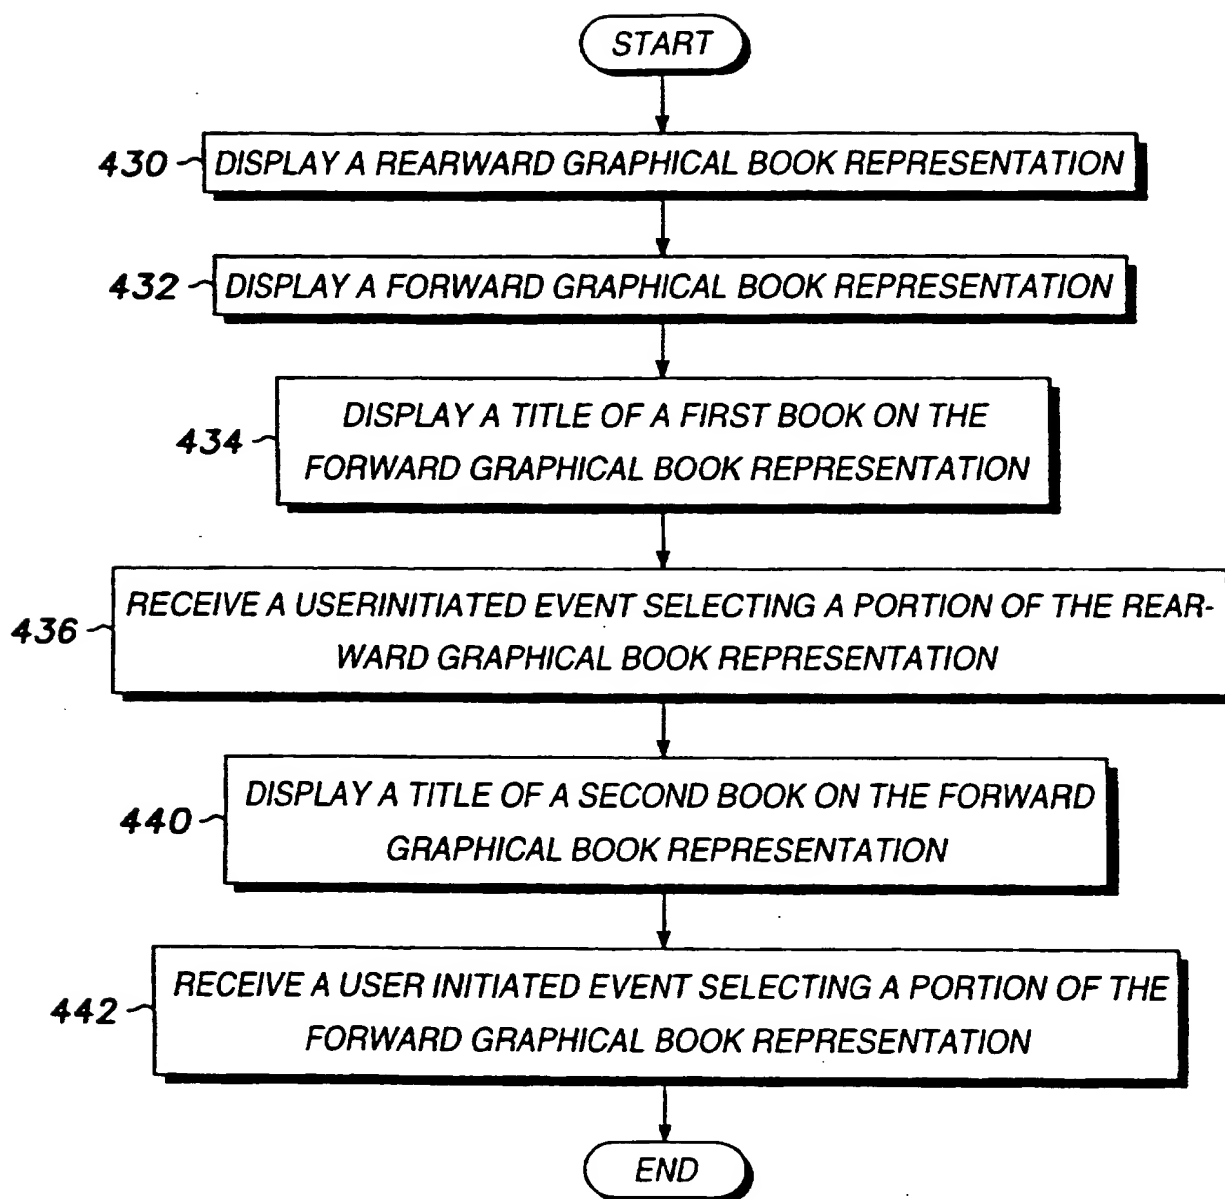 START
430 DISPLAY A REARWARD GRAPHICAL BOOK REPRESENTATION
432 DISPLAY A FORWARD GRAPHICAL BOOK REPRESENTATION
DISPLAY A TITLE OF A FIRST BOOK ON THE
434
FORWARD GRAPHICAL BOOK REPRESENTATION
RECEIVE A USERINITIATED EVENT SELECTING A PORTION OF THE REAR-
436
WARD GRAPHICAL BOOK REPRESENTATION
DISPLAY A TITLE OF A SECOND BOOK ON THE FORWARD
440
GRAPHICAL BOOK REPRESENTATION
RECEIVE A USER INITIATED EVENT SELECTING A PORTION OF THE
442
FORWARD GRAPHICAL BOOK REPRESENTATION
END